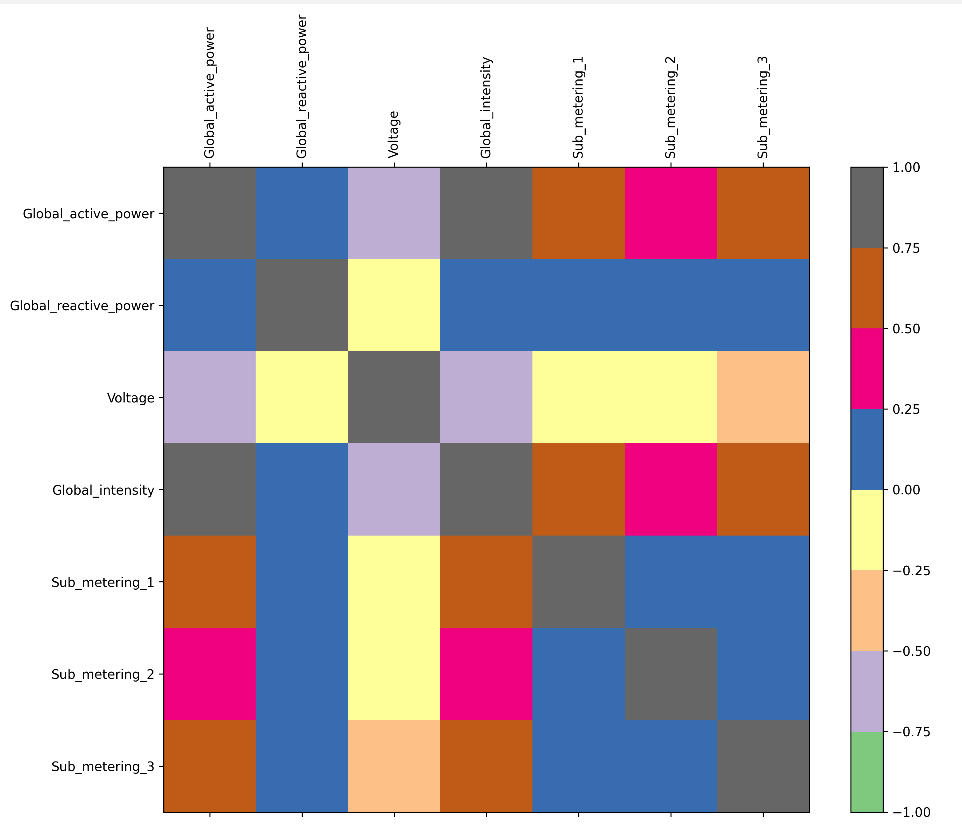 Global_active_power
Global_reactive_power
Voltage
Global_intensity
Sub_metering_1
Sub_metering_2
Sub_metering_3
Global_active_power
Global_reactive_power
Voltage
Global_intensity
Sub_metering_1
Sub_metering_2
Sub_metering_3
1.00
0.75
0.50
0.25
0.00
−0.25
−0.50
−0.75
−1.00